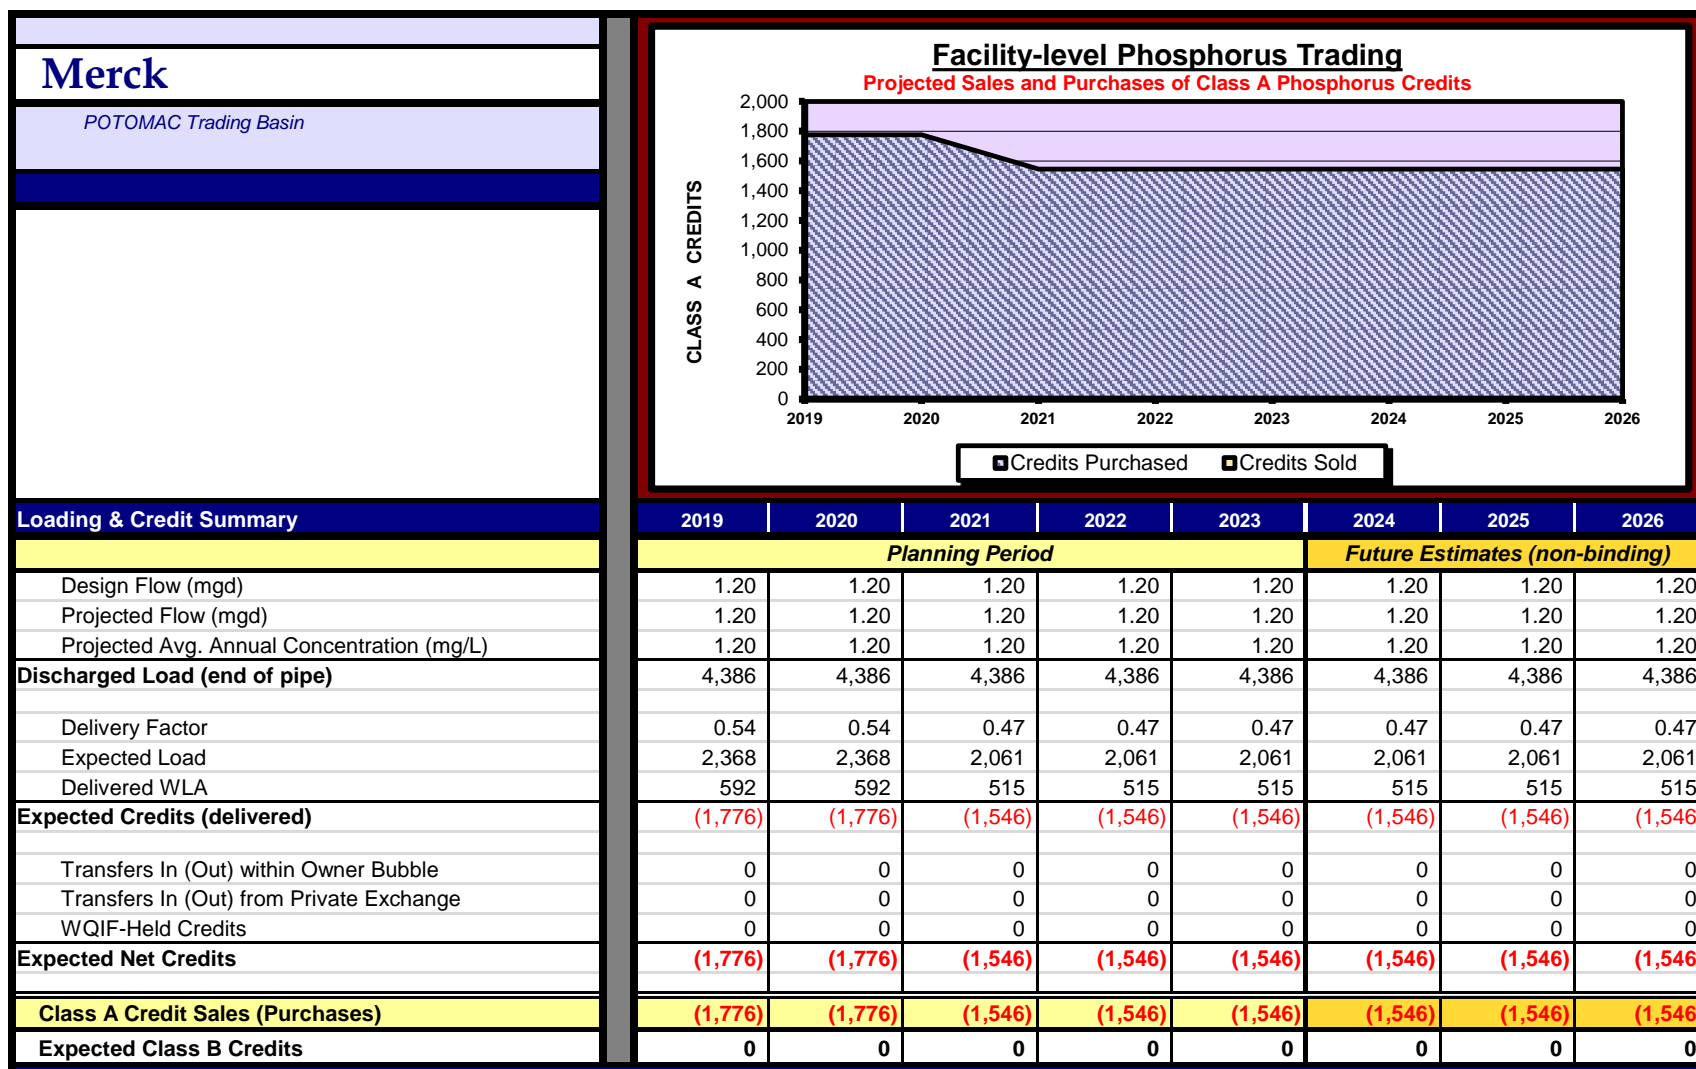 Merck
POTOMAC Trading Basin
Facility-level Phosphorus Trading
Projected Sales and Purchases of Class A Phosphorus Credits
2,000
1,800
1,600
1,400
1,200
1,000
800
600
400
200
0
CLASS A CREDITS
2019 2020 2021 2022 2023 2024 2025 2026
Credits Purchased Credits Sold
Loading & Credit Summary 2019 2020 2021 2022 2023 2024 2025 2026
Planning Period Future Estimates (non-binding)
Design Flow (mgd) 1.20 1.20 1.20 1.20 1.20 1.20 1.20 1.20
Projected Flow (mgd) 1.20 1.20 1.20 1.20 1.20 1.20 1.20 1.20
Projected Avg. Annual Concentration (mg/L) 1.20 1.20 1.20 1.20 1.20 1.20 1.20 1.20
Discharged Load (end of pipe) 4,386 4,386 4,386 4,386 4,386 4,386 4,386 4,386
Delivery Factor 0.54 0.54 0.47 0.47 0.47 0.47 0.47 0.47
Expected Load 2,368 2,368 2,061 2,061 2,061 2,061 2,061 2,061
Delivered WLA 592 592 515 515 515 515 515 515
Expected Credits (delivered) (1,776) (1,776) (1,546) (1,546) (1,546) (1,546) (1,546) (1,546
Transfers In (Out) within Owner Bubble 0 0 0 0 0 0 0 0
Transfers In (Out) from Private Exchange 0 0 0 0 0 0 0 0
WQIF-Held Credits 0 0 0 0 0 0 0 0
Expected Net Credits (1,776) (1,776) (1,546) (1,546) (1,546) (1,546) (1,546) (1,546
Class A Credit Sales (Purchases) (1,776) (1,776) (1,546) (1,546) (1,546) (1,546) (1,546) (1,546
Expected Class B Credits 0 0 0 0 0 0 0 0